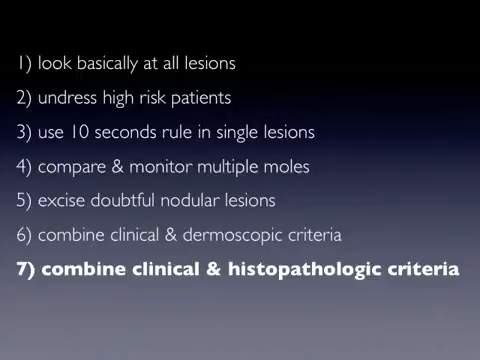 1) look basically at all lesions
2) undress high risk patients
3) use 10 seconds rule in single lesions
4) compare & monitor multiple moles
5) excise doubtful nodular lesions
6) combine clinical & dermoscopic criteria
7) combine clinical & histopathologic criteria